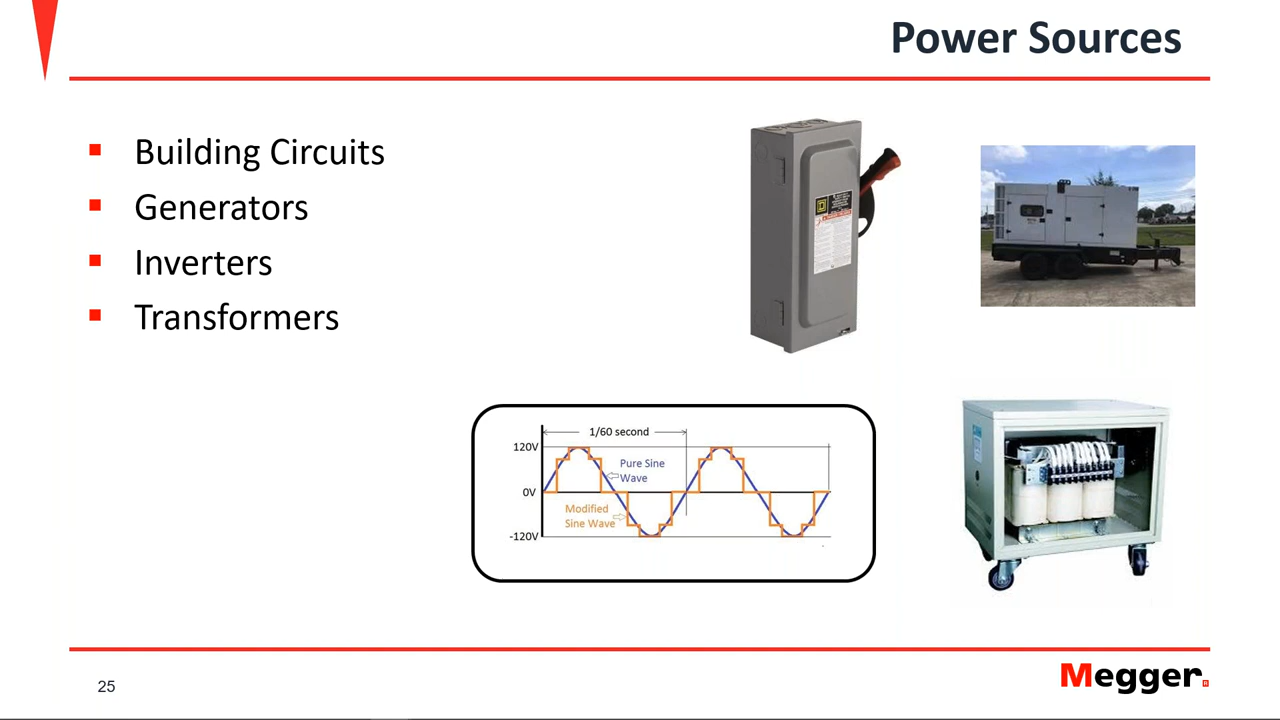 Power Sources
Building Circuits
Generators
Inverters
Transformers
1/60 second
120V
Pure Sine
Wave
0V
Modified
Sine Wave
-120V
25
Megger